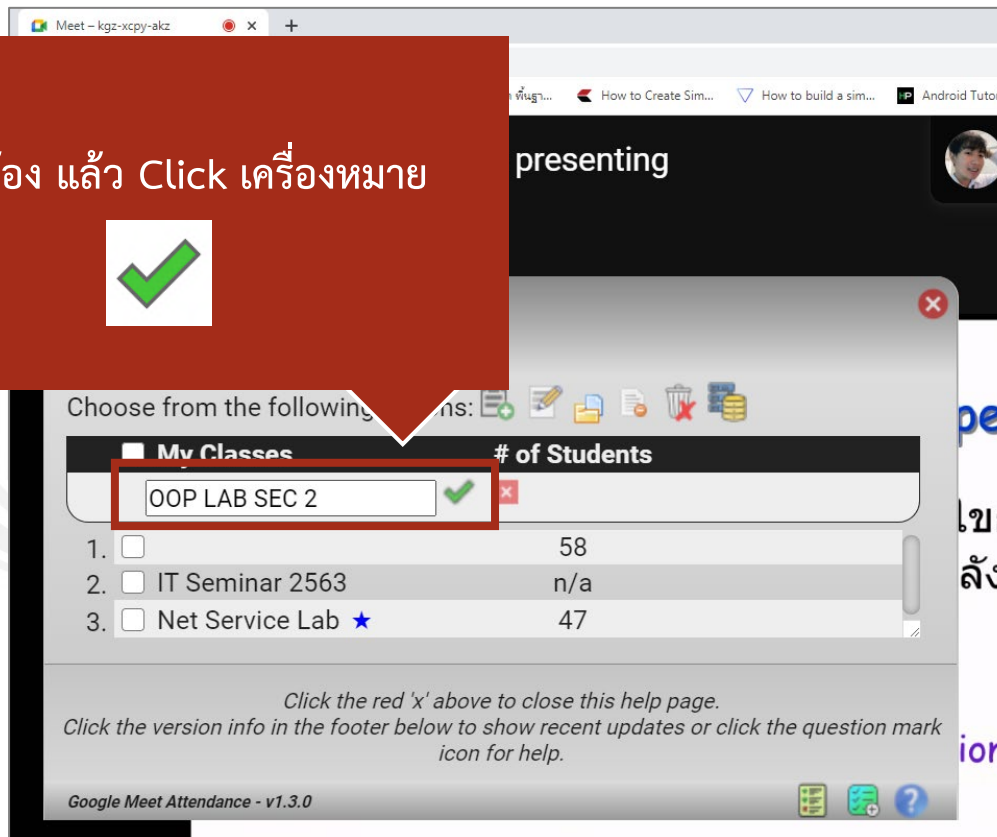 Meet – kgz-xcpy-akz
พื้นฐา... How to Create Sim... How to build a sim... Android Tutor
แล้ว Click เครื่องหมาย
presenting
Choose from the following
My Classes # of Students
OOP LAB SEC 2
1. 58
2. IT Seminar 2563 n/a
3. Net Service Lab ★ 47
Click the red 'x' above to close this help page.
Click the version info in the footer below to show recent updates or click the question mark
icon for help.
Google Meet Attendance - v1.3.0